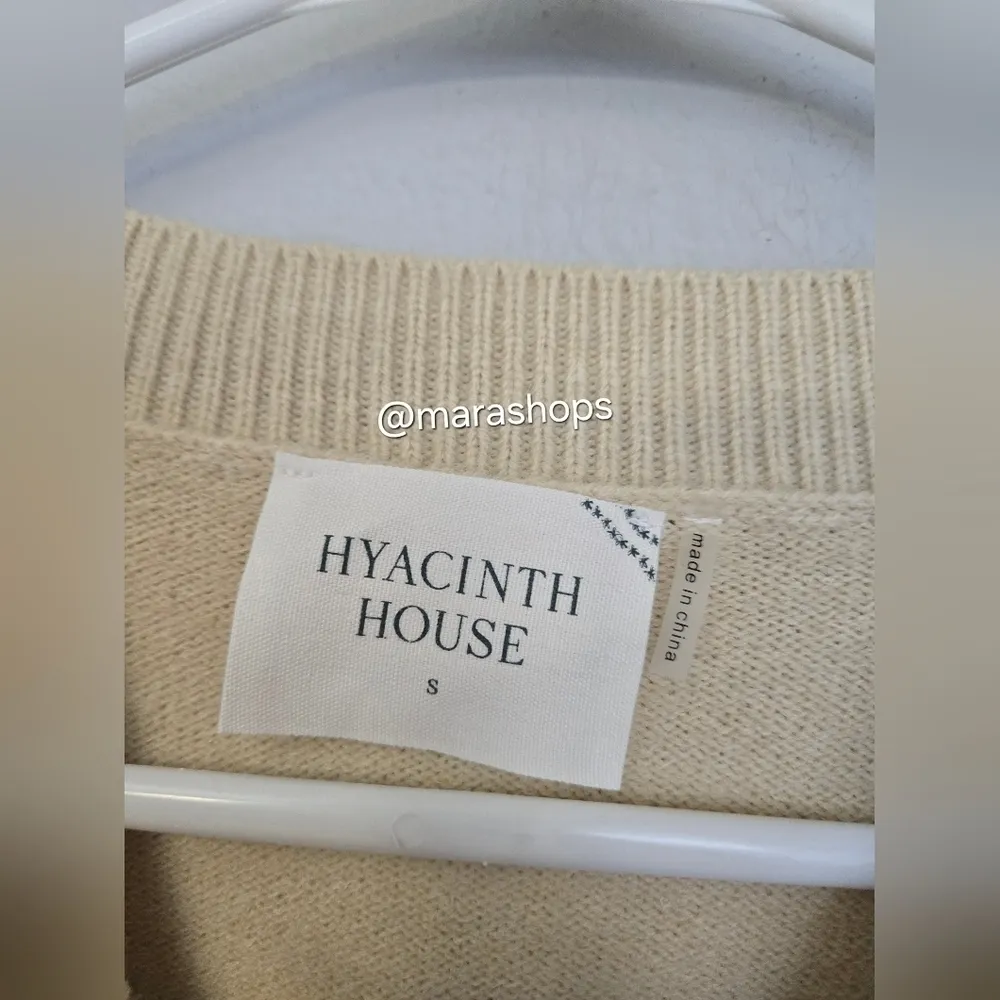 @marashops
HYACINTH
HOUSE
S
made in china